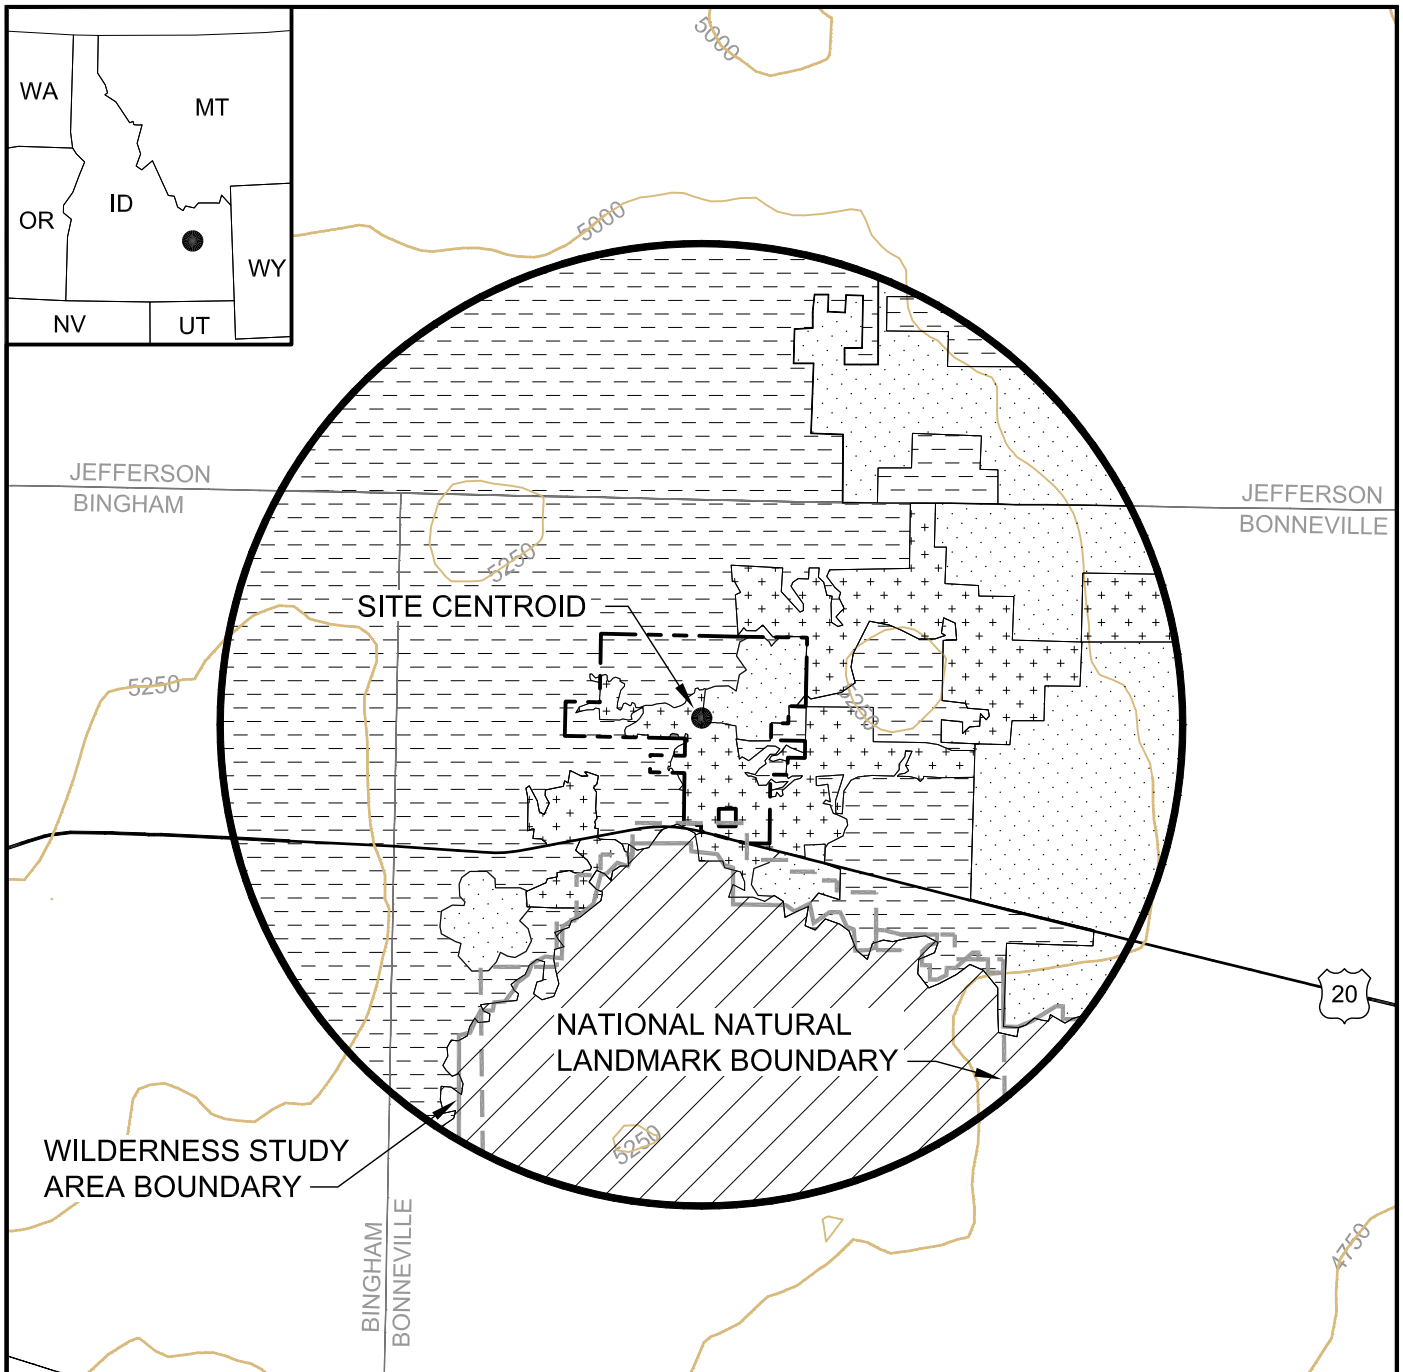 5000
WA
MT
ID
OR
WY
NV
UT
5000
JEFFERSON
BINGHAM
JEFFERSON
BONNEVILLE
5250
SITE CENTROID
5250
5250
20
NATIONAL NATURAL
LANDMARK BOUNDARY
5250
WILDERNESS STUDY
AREA BOUNDARY
BINGHAM
BONNEVILLE
4750